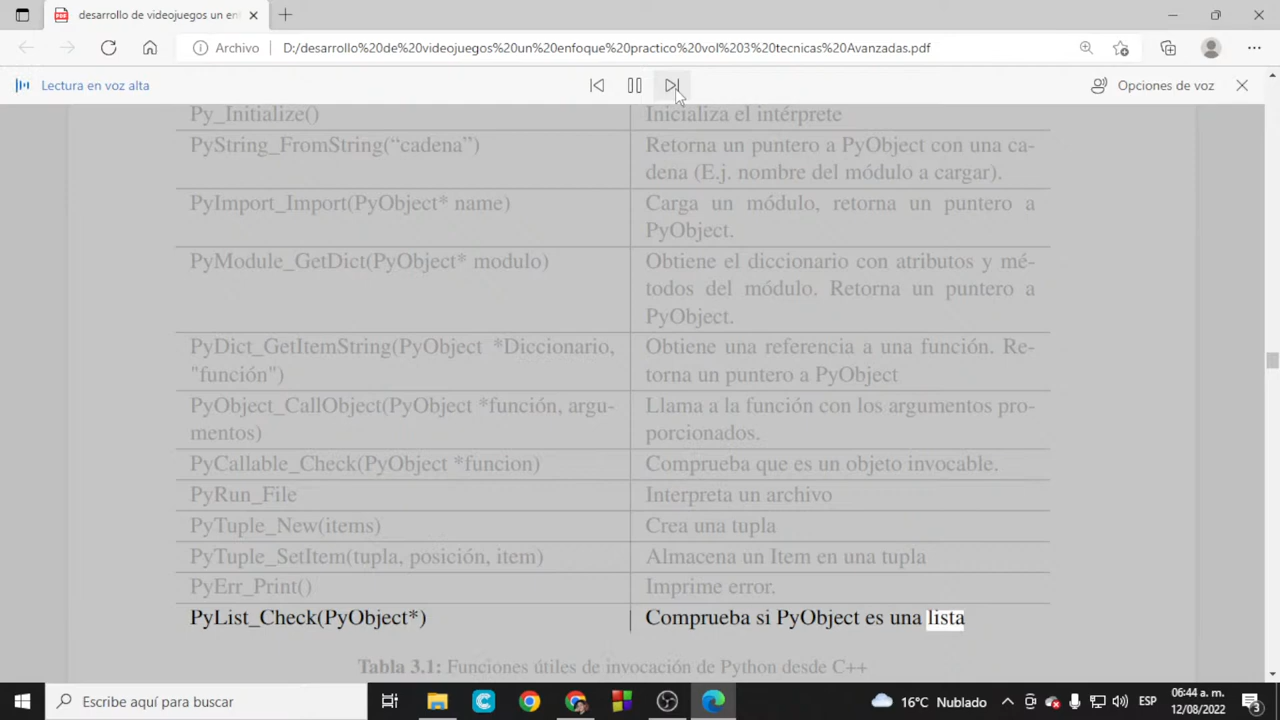 desarrollo de videojuegos un en
Archivo
D:/desarrollo%20de%20videojuegos%20un%20enfoque%20practico%20vol%203%20tecnicas%20Avanzadas.pdf
Lectura en voz alta
Opciones de voz
Py_Initialize() Inicializa el intérprete
PyString_FromString(“cadena”) Retorna un puntero a PyObject con una ca-
dena (E.j. nombre del módulo a cargar).
PyImport_Import(PyObject* name) Carga un módulo, retorna un puntero a
PyObject.
PyModule_GetDict(PyObject* modulo) Obtiene el diccionario con atributos y mé-
todos del módulo. Retorna un puntero a
PyObject.
PyDict_GetItemString(PyObject *Diccionario, Obtiene una referencia a una función. Re-
"función") torna un puntero a PyObject
PyObject_CallObject(PyObject *función, argu- Llama a la función con los argumentos pro-
mentos) porcionados.
PyCallable_Check(PyObject *funcion) Comprueba que es un objeto invocable.
PyRun_File Interpreta un archivo
PyTuple_New(items) Crea una tupla
PyTuple_SetItem(tupla, posición, item) Almacena un Item en una tupla
PyErr_Print() Imprime error.
PyList_Check(PyObject*) Comprueba si PyObject es una lista
Tabla 3.1: Funciones útiles de invocación de Python desde C++
Escribe aquí para buscar
16°C Nublado
ESP
06:44 a. m.
12/08/2022
3